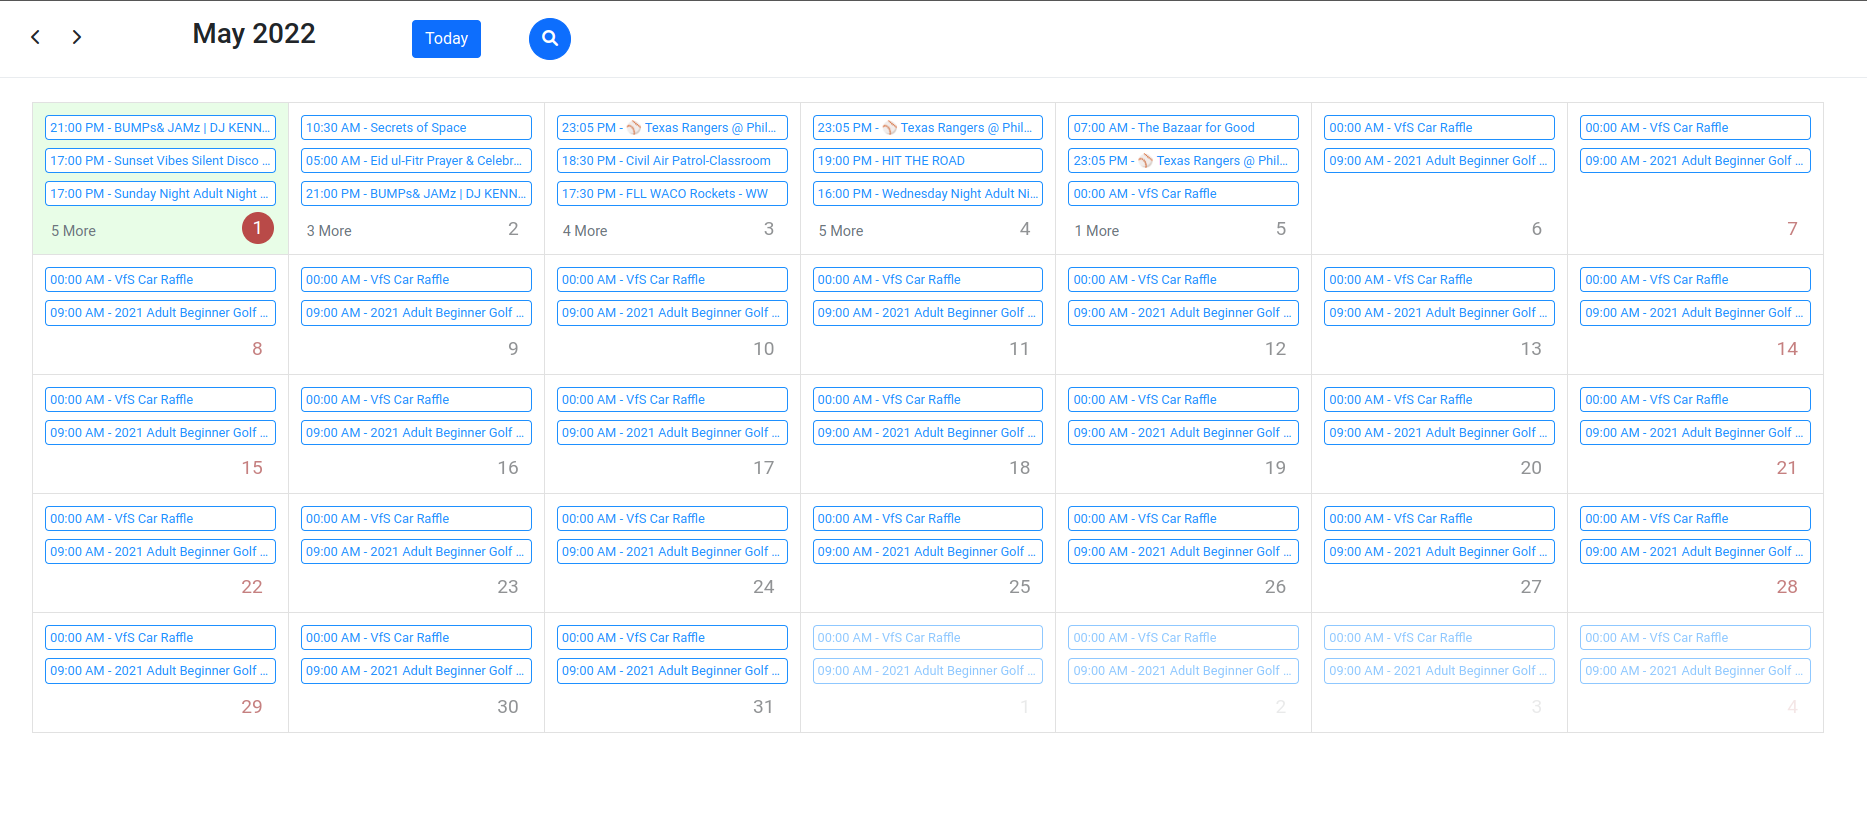 May 2022
Today
21:00 PM - BUMPs& JAMz | DJ KENN...
17:00 PM - Sunset Vibes Silent Disco ...
17:00 PM - Sunday Night Adult Night ...
5 More
1
10:30 AM - Secrets of Space
05:00 AM - Eid ul-Fitr Prayer & Celebr...
21:00 PM - BUMPs& JAMz | DJ KENN...
3 More
2
23:05 PM - ⚾ Texas Rangers @ Phil...
18:30 PM - Civil Air Patrol-Classroom
17:30 PM - FLL WACO Rockets - WW
4 More
3
23:05 PM - ⚾ Texas Rangers @ Phil...
19:00 PM - HIT THE ROAD
16:00 PM - Wednesday Night Adult Ni...
5 More
4
07:00 AM - The Bazaar for Good
23:05 PM - ⚾ Texas Rangers @ Phil...
00:00 AM - VfS Car Raffle
1 More
5
00:00 AM - VfS Car Raffle
09:00 AM - 2021 Adult Beginner Golf ...
6
00:00 AM - VfS Car Raffle
09:00 AM - 2021 Adult Beginner Golf ...
7
00:00 AM - VfS Car Raffle
09:00 AM - 2021 Adult Beginner Golf ...
8
00:00 AM - VfS Car Raffle
09:00 AM - 2021 Adult Beginner Golf ...
9
00:00 AM - VfS Car Raffle
09:00 AM - 2021 Adult Beginner Golf ...
10
00:00 AM - VfS Car Raffle
09:00 AM - 2021 Adult Beginner Golf ...
11
00:00 AM - VfS Car Raffle
09:00 AM - 2021 Adult Beginner Golf ...
12
00:00 AM - VfS Car Raffle
09:00 AM - 2021 Adult Beginner Golf ...
13
00:00 AM - VfS Car Raffle
09:00 AM - 2021 Adult Beginner Golf ...
14
00:00 AM - VfS Car Raffle
09:00 AM - 2021 Adult Beginner Golf ...
15
00:00 AM - VfS Car Raffle
09:00 AM - 2021 Adult Beginner Golf ...
16
00:00 AM - VfS Car Raffle
09:00 AM - 2021 Adult Beginner Golf ...
17
00:00 AM - VfS Car Raffle
09:00 AM - 2021 Adult Beginner Golf ...
18
00:00 AM - VfS Car Raffle
09:00 AM - 2021 Adult Beginner Golf ...
19
00:00 AM - VfS Car Raffle
09:00 AM - 2021 Adult Beginner Golf ...
20
00:00 AM - VfS Car Raffle
09:00 AM - 2021 Adult Beginner Golf ...
21
00:00 AM - VfS Car Raffle
09:00 AM - 2021 Adult Beginner Golf ...
22
00:00 AM - VfS Car Raffle
09:00 AM - 2021 Adult Beginner Golf ...
23
00:00 AM - VfS Car Raffle
09:00 AM - 2021 Adult Beginner Golf ...
24
00:00 AM - VfS Car Raffle
09:00 AM - 2021 Adult Beginner Golf ...
25
00:00 AM - VfS Car Raffle
09:00 AM - 2021 Adult Beginner Golf ...
26
00:00 AM - VfS Car Raffle
09:00 AM - 2021 Adult Beginner Golf ...
27
00:00 AM - VfS Car Raffle
09:00 AM - 2021 Adult Beginner Golf ...
28
00:00 AM - VfS Car Raffle
09:00 AM - 2021 Adult Beginner Golf ...
29
00:00 AM - VfS Car Raffle
09:00 AM - 2021 Adult Beginner Golf ...
30
00:00 AM - VfS Car Raffle
09:00 AM - 2021 Adult Beginner Golf ...
31
00:00 AM - VfS Car Raffle
09:00 AM - 2021 Adult Beginner Golf ...
1
00:00 AM - VfS Car Raffle
09:00 AM - 2021 Adult Beginner Golf ...
2
00:00 AM - VfS Car Raffle
09:00 AM - 2021 Adult Beginner Golf ...
3
00:00 AM - VfS Car Raffle
09:00 AM - 2021 Adult Beginner Golf ...
4